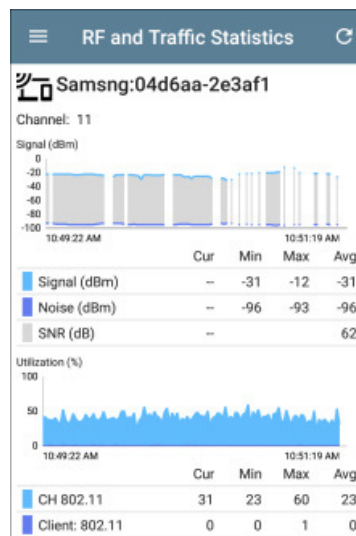 RF and Traffic Statistics
Samsng:04d6aa-2e3af1
Channel: 11
Signal (dBm)
0
-20
-40
-60
-80
-100
10:49:22 AM 10:51:19 AM
Cur Min Max Avg
Signal (dBm) -- -31 -12 -31
Noise (dBm) -- -96 -93 -96
SNR (dB) -- 62
Utilization (%)
100
50
0
10:49:22 AM 10:51:19 AM
Cur Min Max Avg
CH 802.11 31 23 60 23
Client: 802.11 0 0 1 0